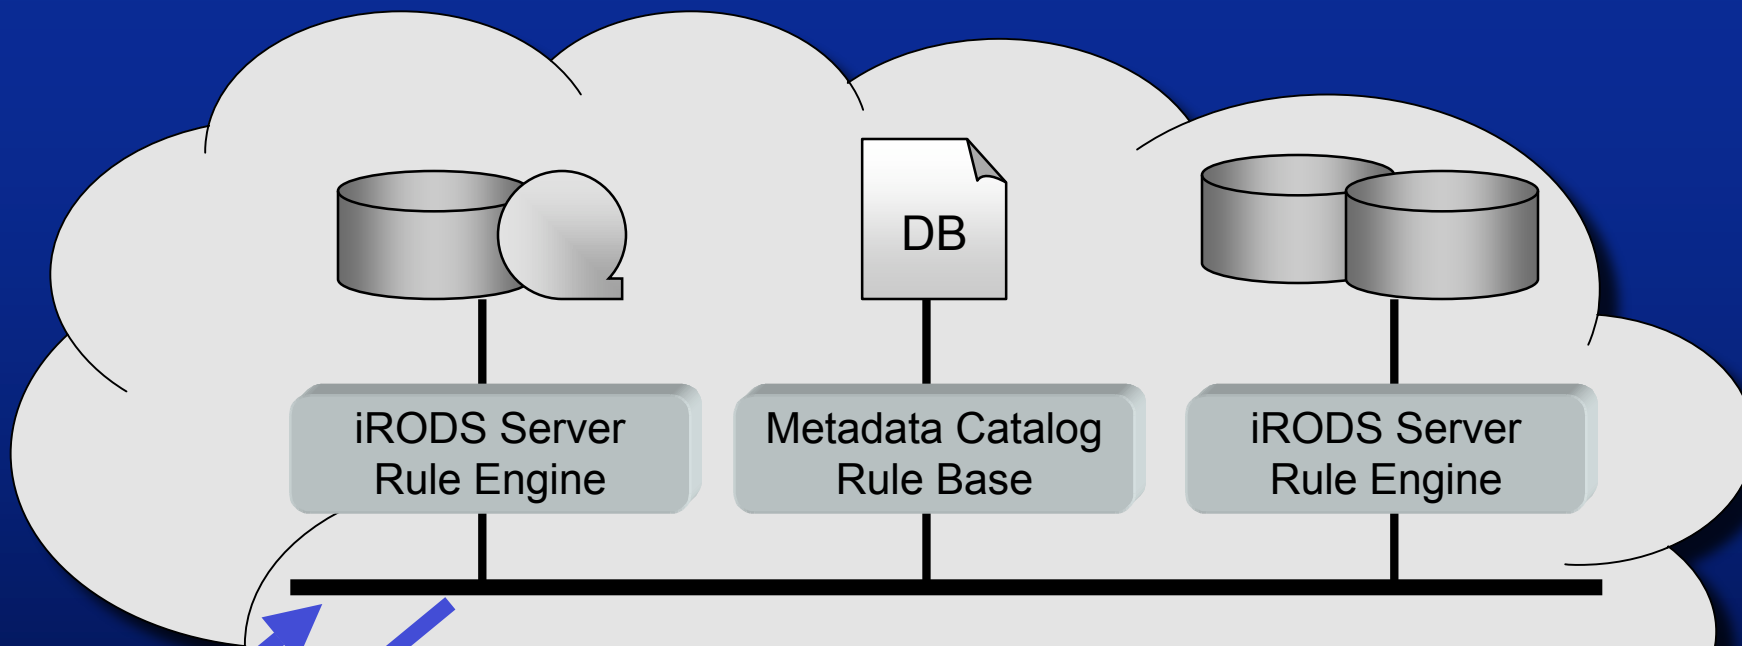 DB
iRODS Server
Rule Engine
Metadata Catalog
Rule Base
iRODS Server
Rule Engine